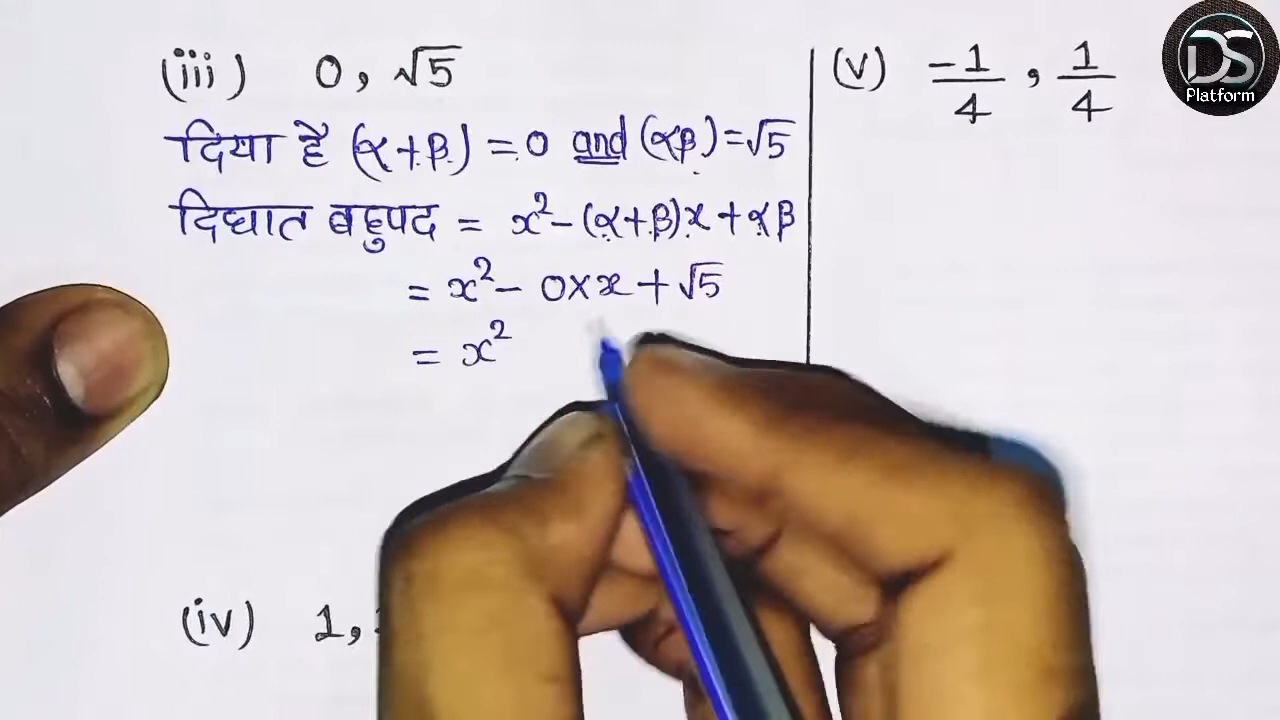 (iii) 0, √5
दिया है (α+β) = 0 and (αβ) = √5
दिघात बहुपद = x² - (α+β)x + αβ
= x² - 0×x + √5
= x²
(iv) 1,
(v) -1/4 , 1/4
DS
Platform